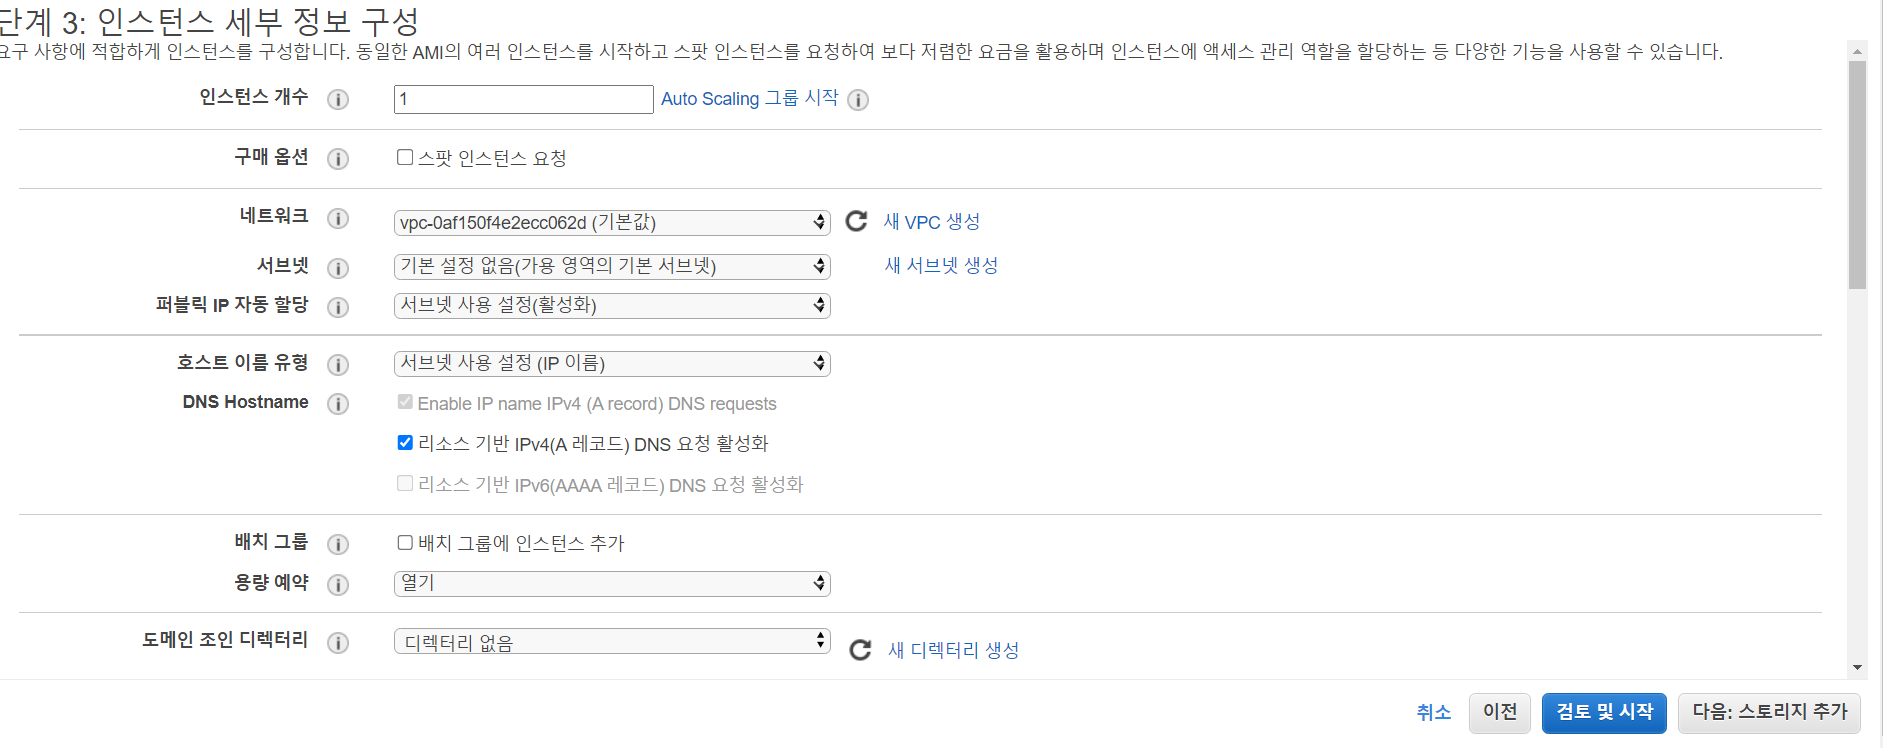 단계 3: 인스턴스 세부 정보 구성
요구 사항에 적합하게 인스턴스를 구성합니다. 동일한 AMI의 여러 인스턴스를 시작하고 스팟 인스턴스를 요청하여 보다 저렴한 요금을 활용하며 인스턴스에 액세스 관리 역할을 할당하는 등 다양한 기능을 사용할 수 있습니다.
인스턴스 개수 1 Auto Scaling 그룹 시작
구매 옵션 스팟 인스턴스 요청
네트워크 vpc-0af150f4e2ecc062d (기본값) 새 VPC 생성
서브넷 기본 설정 없음(가용 영역의 기본 서브넷) 새 서브넷 생성
퍼블릭 IP 자동 할당 서브넷 사용 설정(활성화)
호스트 이름 유형 서브넷 사용 설정 (IP 이름)
DNS Hostname Enable IP name IPv4 (A record) DNS requests
리소스 기반 IPv4(A 레코드) DNS 요청 활성화
리소스 기반 IPv6(AAAA 레코드) DNS 요청 활성화
배치 그룹 배치 그룹에 인스턴스 추가
용량 예약 열기
도메인 조인 디렉터리 디렉터리 없음 새 디렉터리 생성
취소 이전 검토 및 시작 다음: 스토리지 추가